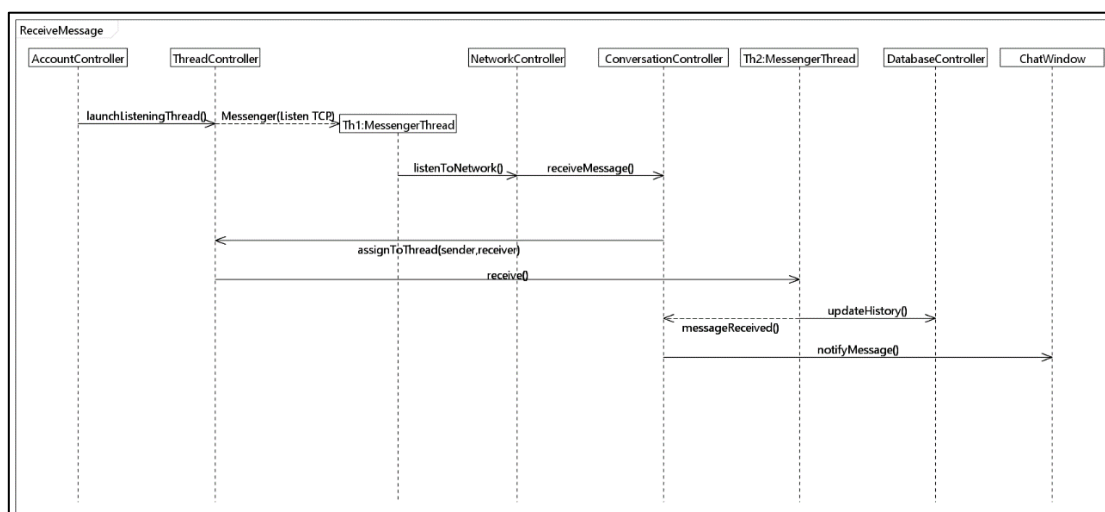 ReceiveMessage
AccountController
ThreadController
NetworkController
ConversationController
Th2:MessengerThread
DatabaseController
ChatWindow
launchListeningThread()
Messenger(Listen TCP)
Th1:MessengerThread
listenToNetwork()
receiveMessage()
assignToThread(sender,receiver)
receive()
updateHistory()
messageReceived()
notifyMessage()